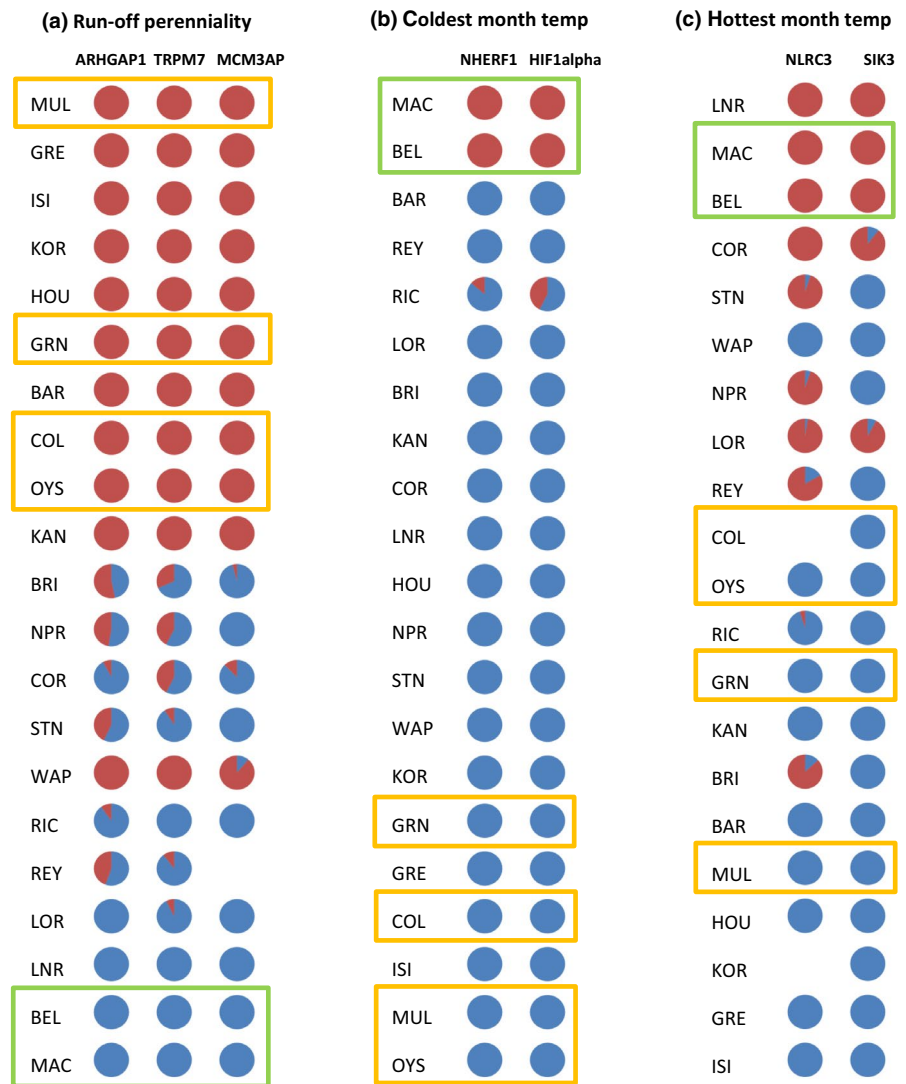 (a) Run-off perenniality
ARHGAP1 TRPM7 MCM3AP
MUL
GRE
ISI
KOR
HOU
GRN
BAR
COL
OYS
KAN
BRI
NPR
COR
STN
WAP
RIC
REY
LOR
LNR
BEL
MAC
(b) Coldest month temp
NHERF1 HIF1alpha
MAC
BEL
BAR
REY
RIC
LOR
BRI
KAN
COR
LNR
HOU
NPR
STN
WAP
KOR
GRN
GRE
COL
ISI
MUL
OYS
(c) Hottest month temp
NLRC3 SIK3
LNR
MAC
BEL
COR
STN
WAP
NPR
LOR
REY
COL
OYS
RIC
GRN
KAN
BRI
BAR
MUL
HOU
KOR
GRE
ISI